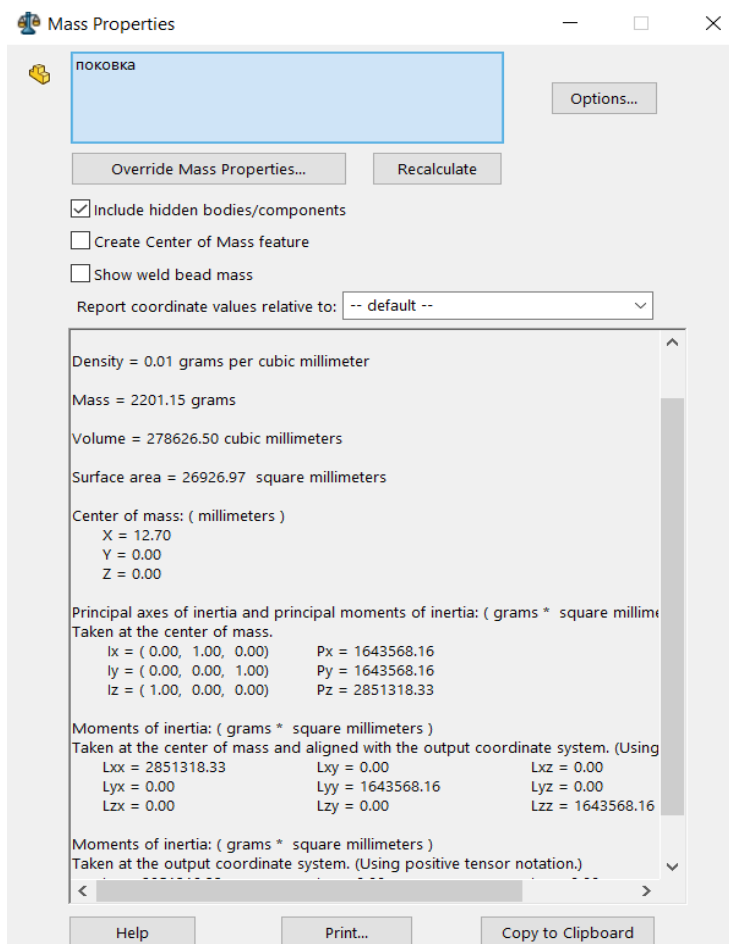 Mass Properties
поковка
Options...
Override Mass Properties...
Recalculate
Include hidden bodies/components
Create Center of Mass feature
Show weld bead mass
Report coordinate values relative to: -- default --
Density = 0.01 grams per cubic millimeter
Mass = 2201.15 grams
Volume = 278626.50 cubic millimeters
Surface area = 26926.97 square millimeters
Center of mass: ( millimeters )
X = 12.70
Y = 0.00
Z = 0.00
Principal axes of inertia and principal moments of inertia: ( grams * square millime
Taken at the center of mass.
Ix = ( 0.00, 1.00, 0.00) Px = 1643568.16
Iy = ( 0.00, 0.00, 1.00) Py = 1643568.16
Iz = ( 1.00, 0.00, 0.00) Pz = 2851318.33
Moments of inertia: ( grams * square millimeters )
Taken at the center of mass and aligned with the output coordinate system. (Using
Lxx = 2851318.33 Lxy = 0.00 Lxz = 0.00
Lyx = 0.00 Lyy = 1643568.16 Lyz = 0.00
Lzx = 0.00 Lzy = 0.00 Lzz = 1643568.16
Moments of inertia: ( grams * square millimeters )
Taken at the output coordinate system. (Using positive tensor notation.)
Help
Print...
Copy to Clipboard